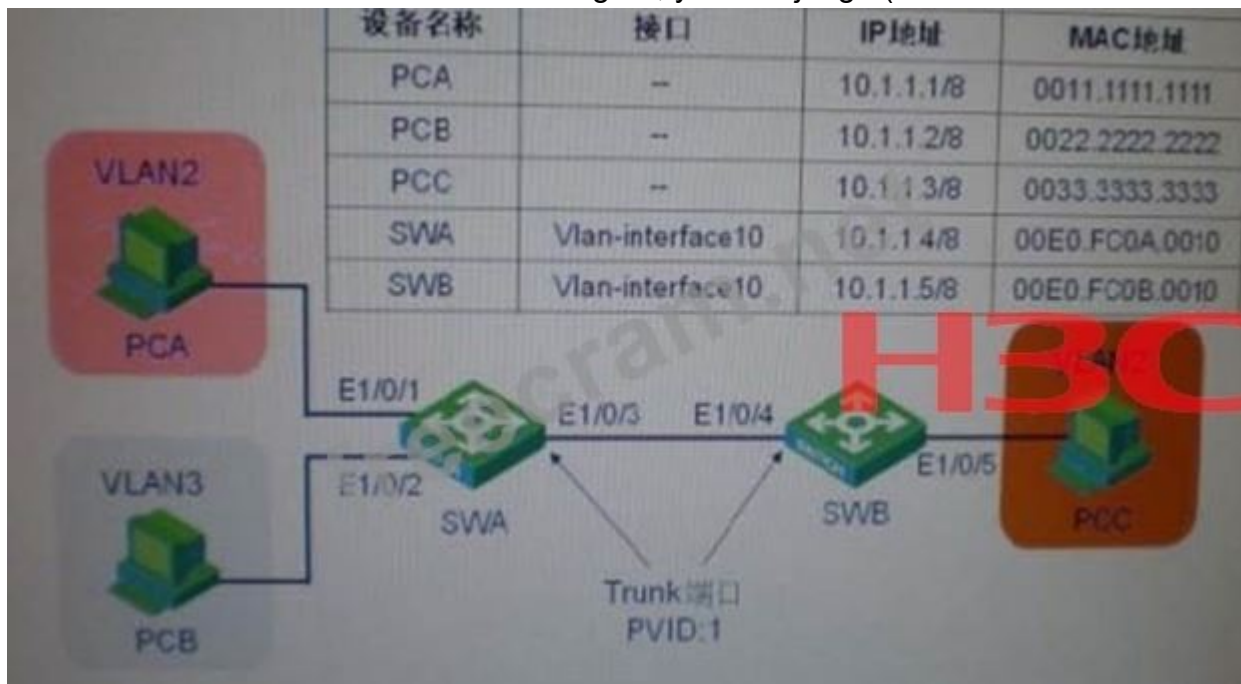 设备名称 接口 IP地址 MAC地址
PCA -- 10.1.1.1/8 0011.1111.1111
PCB -- 10.1.1.2/8 0022.2222.2222
PCC -- 10.1.1.3/8 0033.3333.3333
SWA Vlan-interface10 10.1.1.4/8 00E0.FC0A.0010
SWB Vlan-interface10 10.1.1.5/8 00E0.FC0B.0010
VLAN2
PCA
VLAN3
PCB
E1/0/1
E1/0/2
SWA
E1/0/3 E1/0/4
SWB
E1/0/5
H3C
VLAN2
PCC
Trunk端口
PVID:1